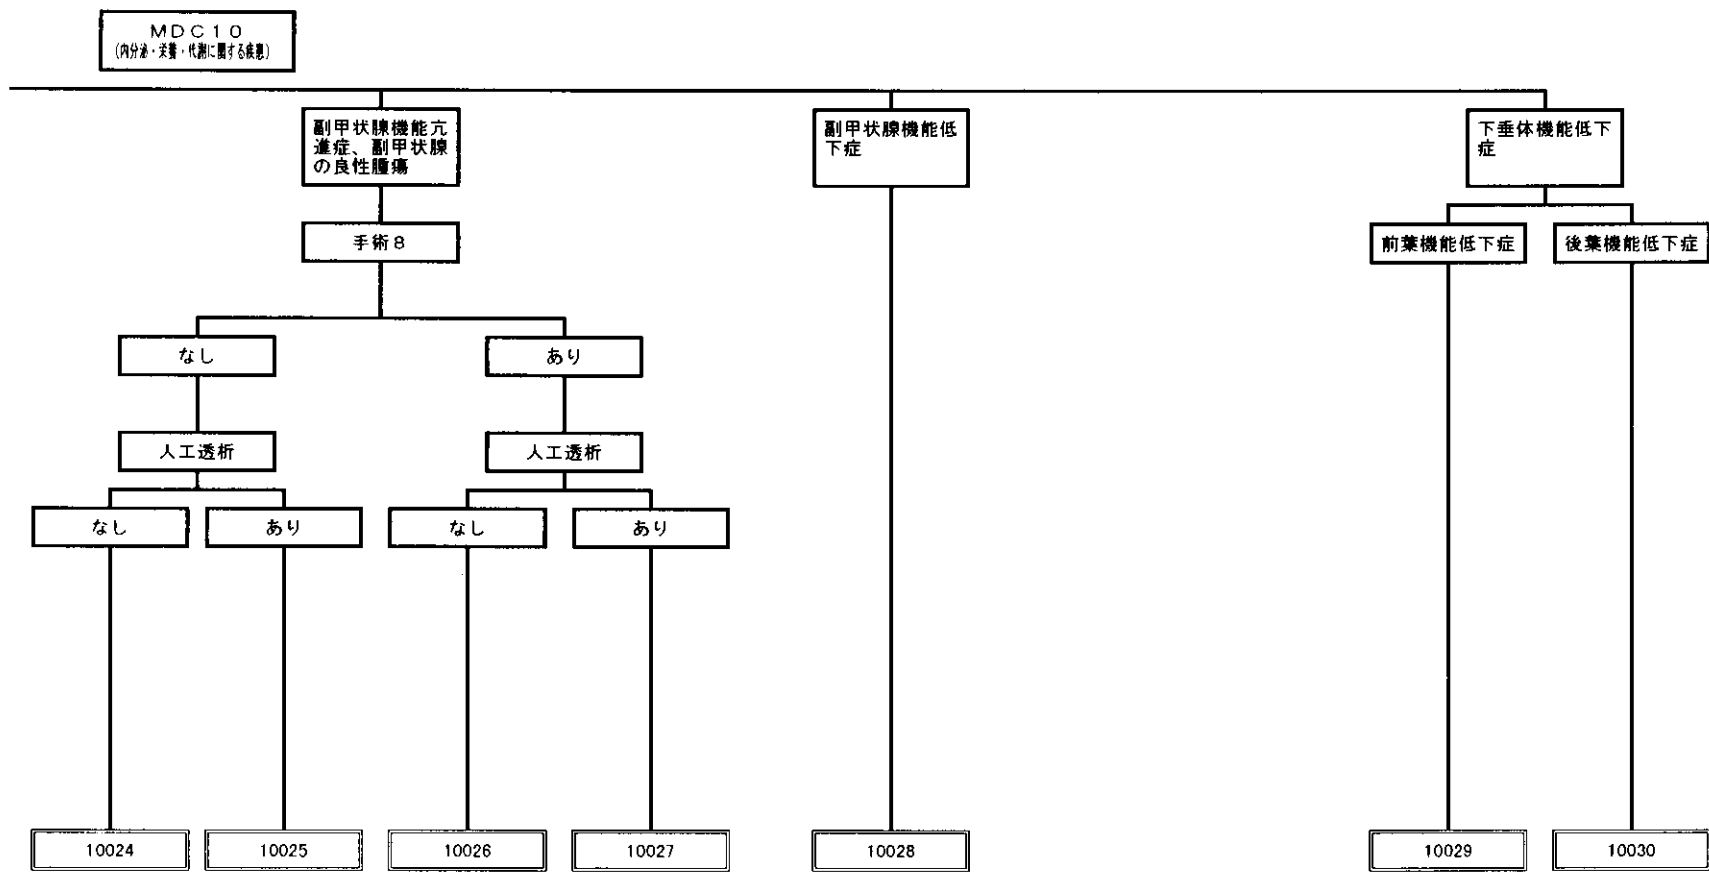 MDC10
(内分泌・栄養・代謝に関する疾患)
副甲状腺機能亢
進症、副甲状腺
の良性腫瘍
副甲状腺機能低
下症
下垂体機能低下
症
手術8
前葉機能低下症
後葉機能低下症
なし
あり
人工透析
人工透析
なし
あり
なし
あり
10024
10025
10026
10027
10028
10029
10030